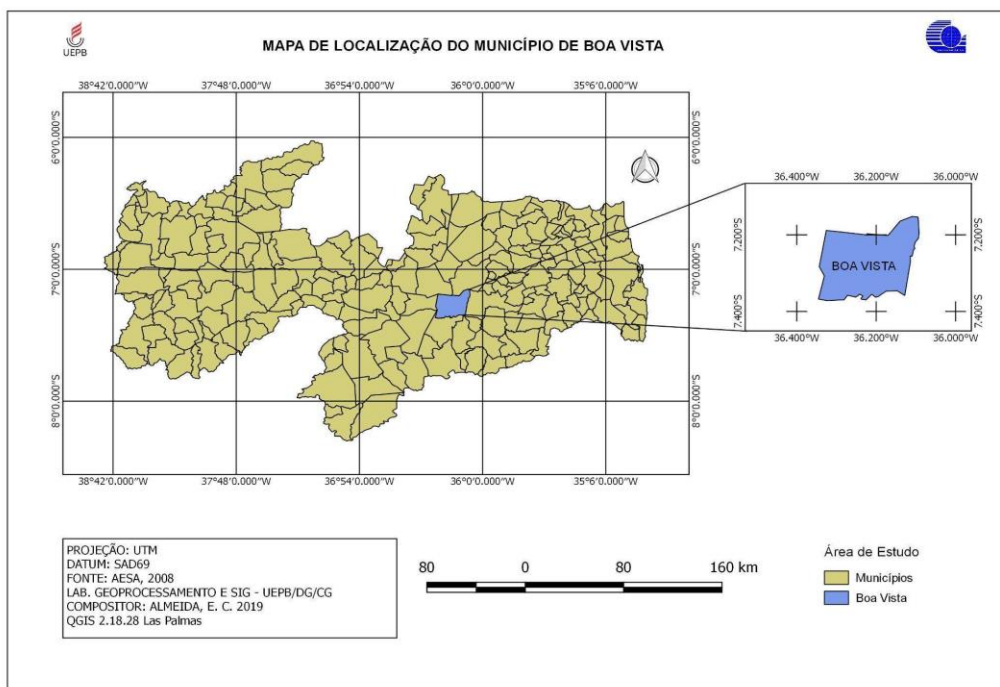 UEPB
MAPA DE LOCALIZAÇÃO DO MUNICÍPIO DE BOA VISTA
38°42'0.000"W 37°48'0.000"W 36°54'0.000"W 36°0'0.000"W 35°6'0.000"W
6°0'0.000"S 6°0'0.000"S
7°0'0.000"S 7°0'0.000"S
8°0'0.000"S 8°0'0.000"S
38°42'0.000"W 37°48'0.000"W 36°54'0.000"W 36°0'0.000"W 35°6'0.000"W
36.400°W 36.200°W 36.000°W
7.200°S 7.200°S
BOA VISTA
7.400°S 7.400°S
36.400°W 36.200°W 36.000°W
PROJEÇÃO: UTM
DATUM: SAD69
FONTE: AESA, 2008
LAB. GEOPROCESSAMENTO E SIG - UEPB/DG/CG
COMPOSITOR: ALMEIDA, E. C. 2019
QGIS 2.18.28 Las Palmas
80 0 80 160 km
Área de Estudo
Municípios
Boa Vista